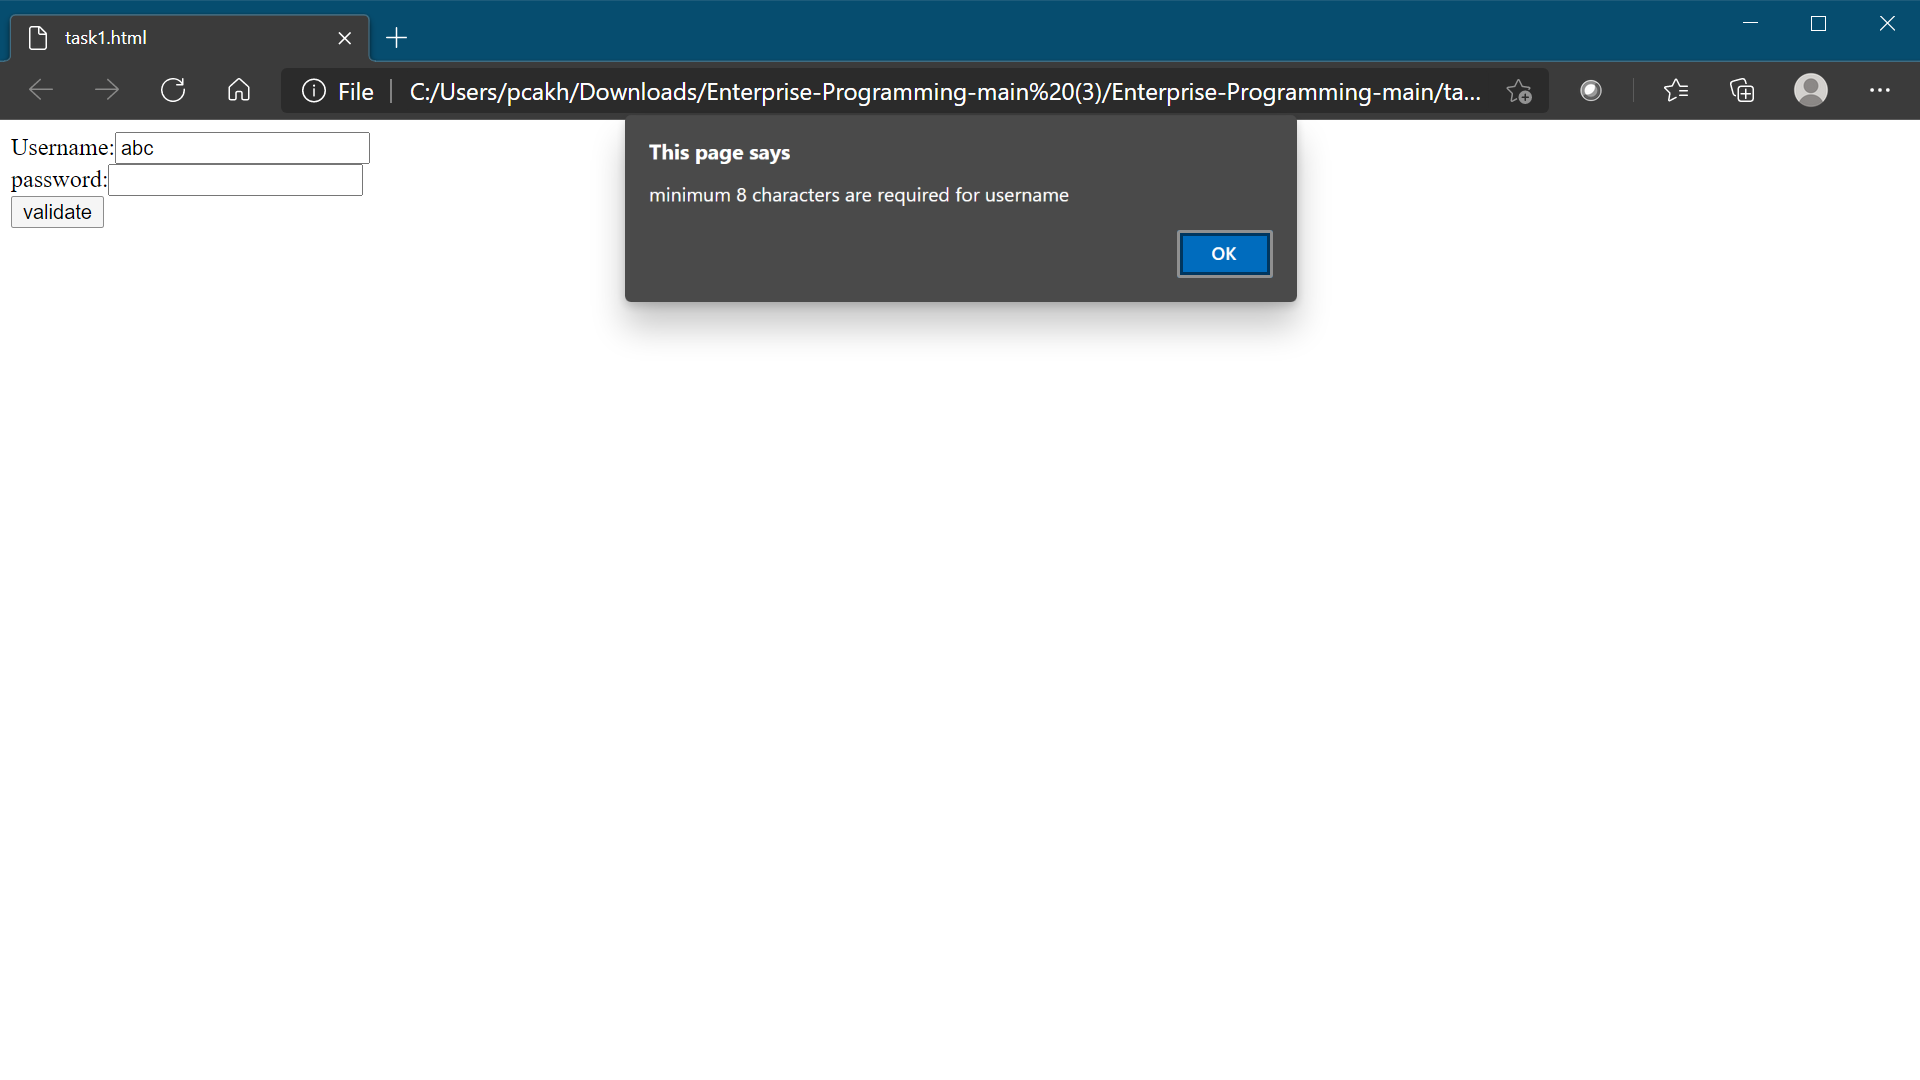 task1.html
File
C:/Users/pcakh/Downloads/Enterprise-Programming-main%20(3)/Enterprise-Programming-main/ta...
Username: abc
password:
validate
This page says
minimum 8 characters are required for username
OK